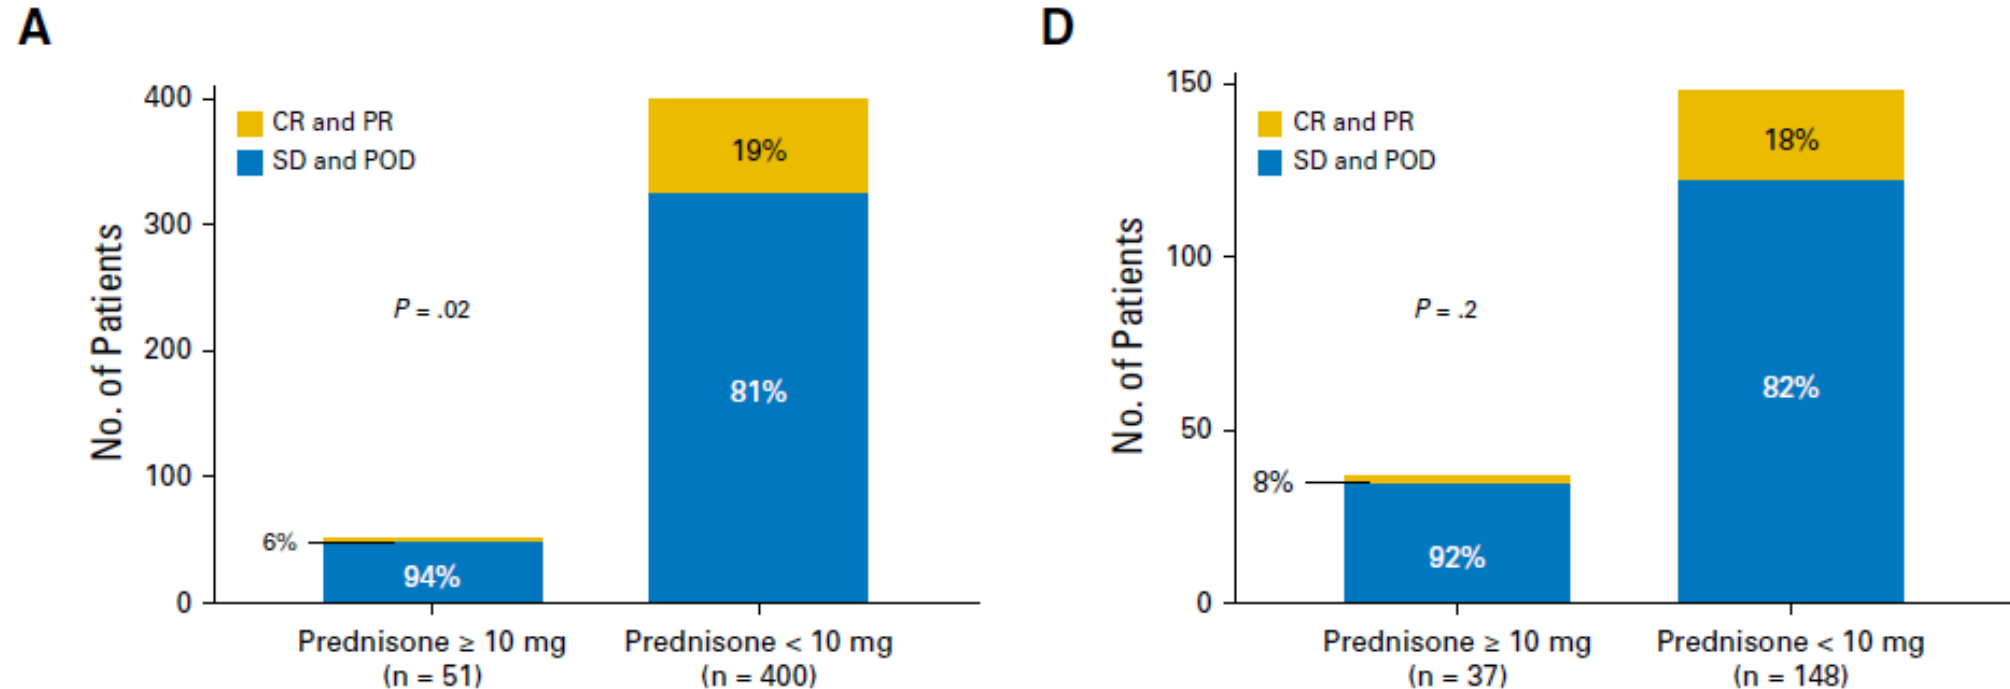 A
No. of Patients
400
300
200
100
0
CR and PR
SD and POD
P = .02
6%
94%
19%
81%
Prednisone ≥ 10 mg
(n = 51)
Prednisone < 10 mg
(n = 400)
D
No. of Patients
150
100
50
0
CR and PR
SD and POD
P = .2
8%
92%
18%
82%
Prednisone ≥ 10 mg
(n = 37)
Prednisone < 10 mg
(n = 148)